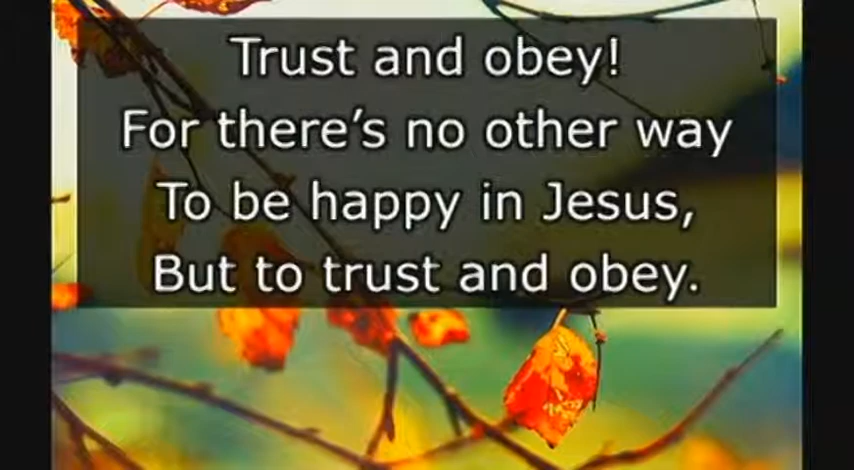 Trust and obey!
For there's no other way
To be happy in Jesus,
But to trust and obey.